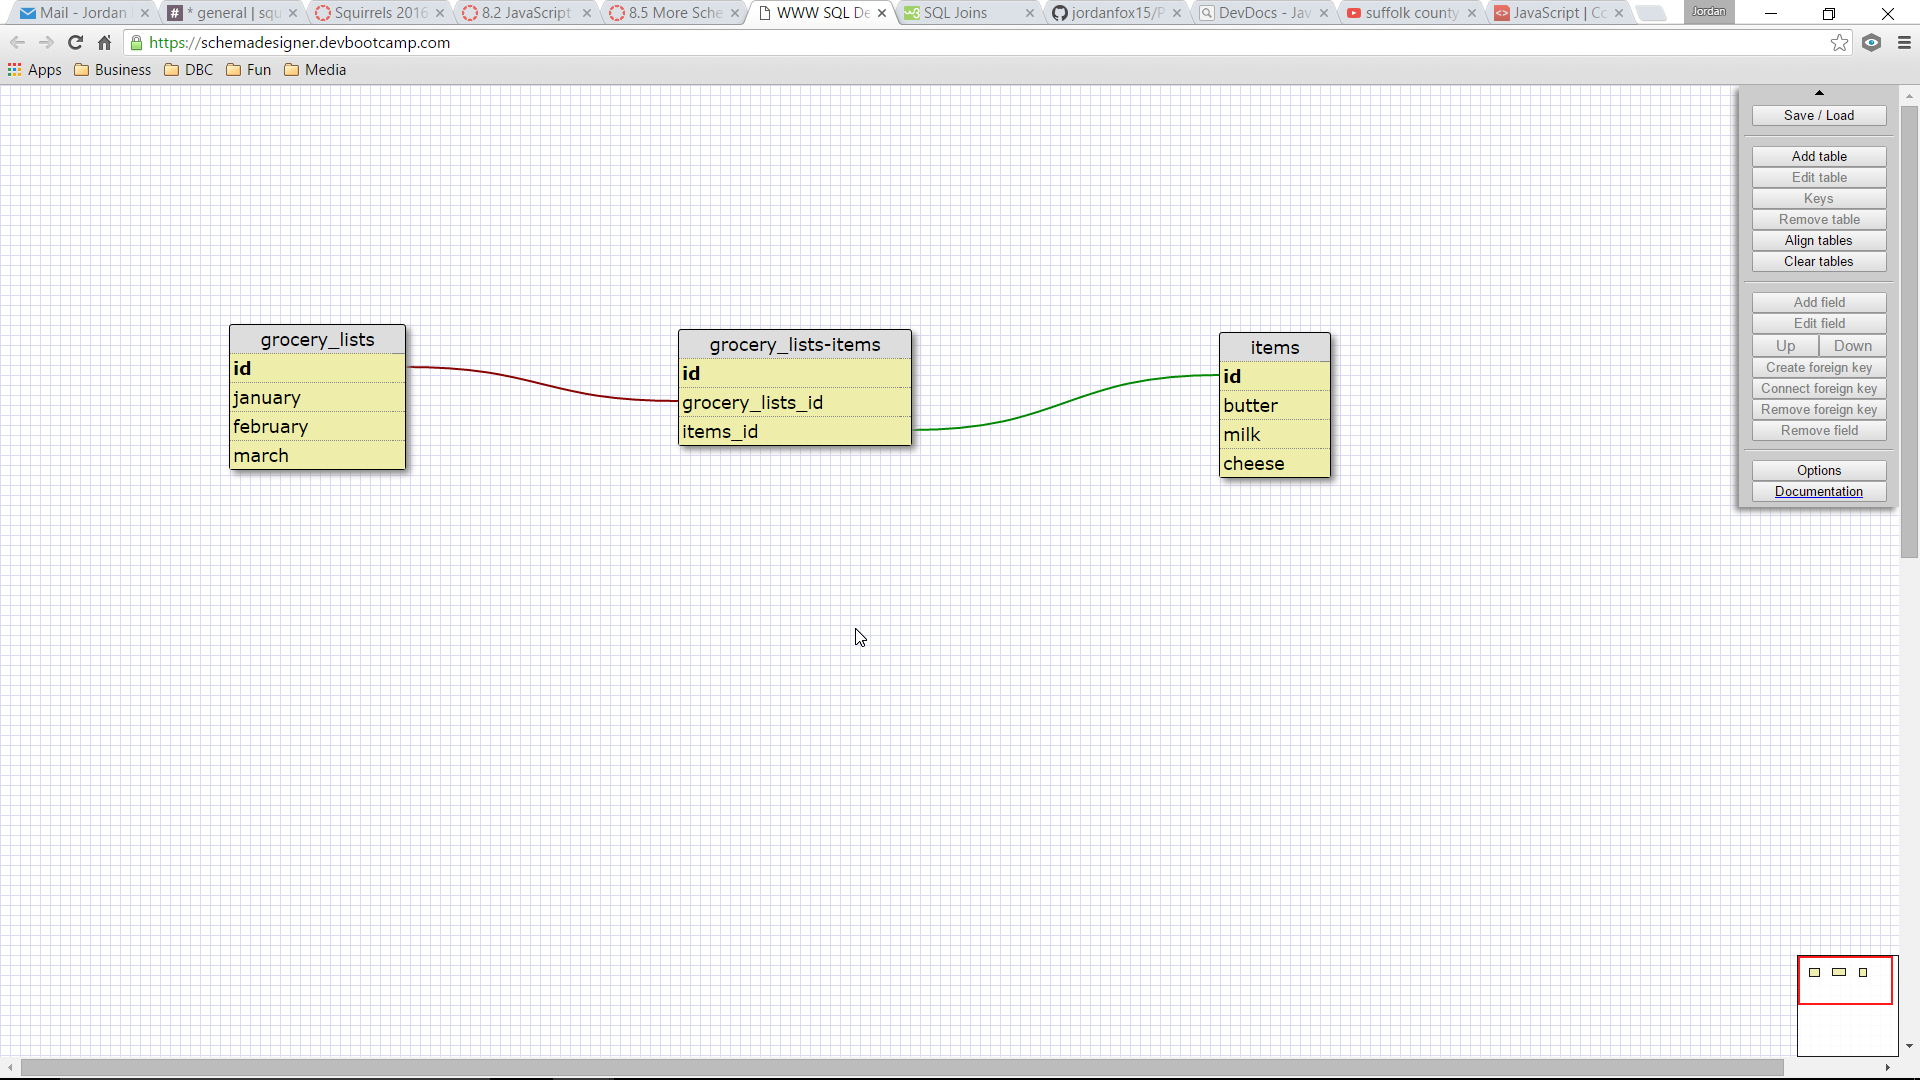 Mail - Jordan
* general | squ
Squirrels 2016
8.2 JavaScript
8.5 More Sche
WWW SQL De
SQL Joins
jordanfox15/P
DevDocs - Jav
suffolk county
JavaScript | Co
Jordan
https://schemadesigner.devbootcamp.com
Apps
Business
DBC
Fun
Media
Save / Load
Add table
Edit table
Keys
Remove table
Align tables
Clear tables
Add field
Edit field
Up Down
Create foreign key
Connect foreign key
Remove foreign key
Remove field
Options
Documentation
grocery_lists
id
january
february
march
grocery_lists-items
id
grocery_lists_id
items_id
items
id
butter
milk
cheese